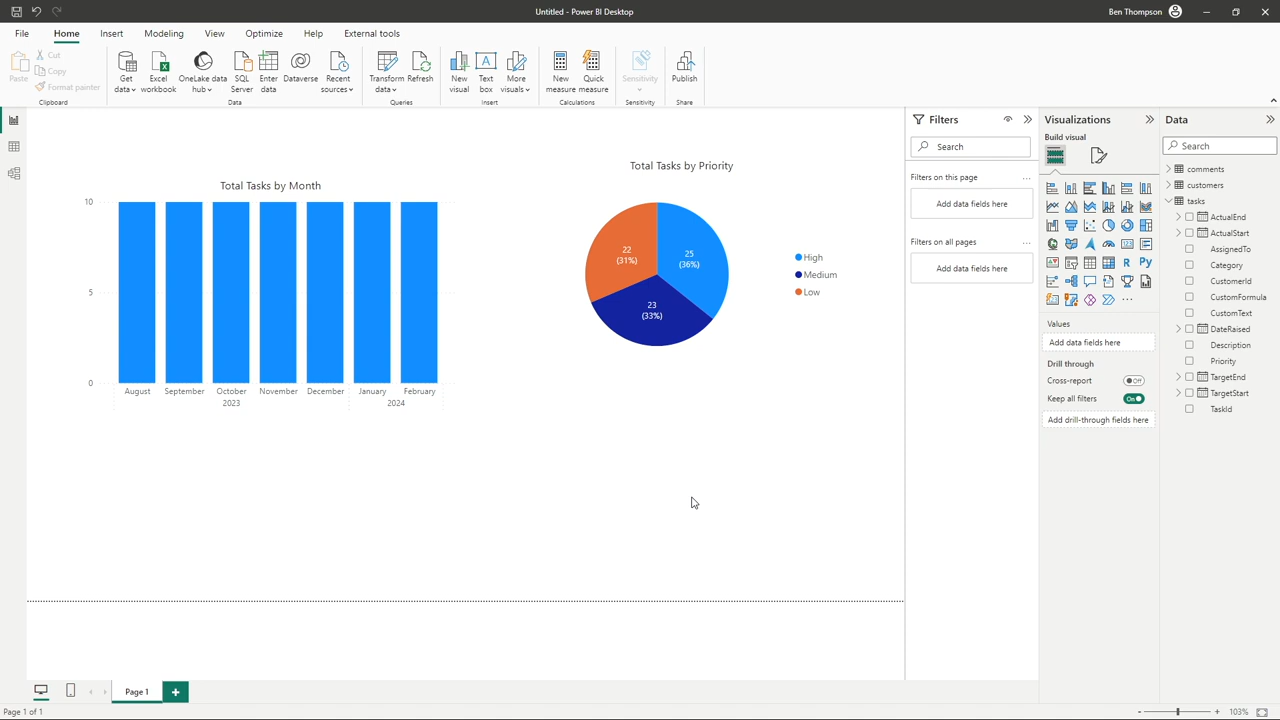 Untitled - Power BI Desktop
Ben Thompson
File Home Insert Modeling View Optimize Help External tools
Paste
Cut
Copy
Format painter
Clipboard
Get data
Excel workbook
OneLake data hub
SQL Server
Enter data
Dataverse
Recent sources
Data
Transform data
Refresh
Queries
New visual
Text box
More visuals
Insert
New measure
Quick measure
Calculations
Sensitivity
Sensitivity
Publish
Share
Total Tasks by Month
10
5
0
August September October November December January February
2023 2024
Total Tasks by Priority
22
(31%)
25
(36%)
23
(33%)
High
Medium
Low
Filters
Search
Filters on this page
...
Add data fields here
Filters on all pages
...
Add data fields here
Visualizations
Build visual
R
Py
...
Values
Add data fields here
Drill through
Cross-report
Off
Keep all filters
On
Add drill-through fields here
Data
Search
comments
customers
tasks
ActualEnd
ActualStart
AssignedTo
Category
CustomerId
CustomFormula
CustomText
DateRaised
Description
Priority
TargetEnd
TargetStart
TaskId
Page 1
Page 1 of 1
- + 103%